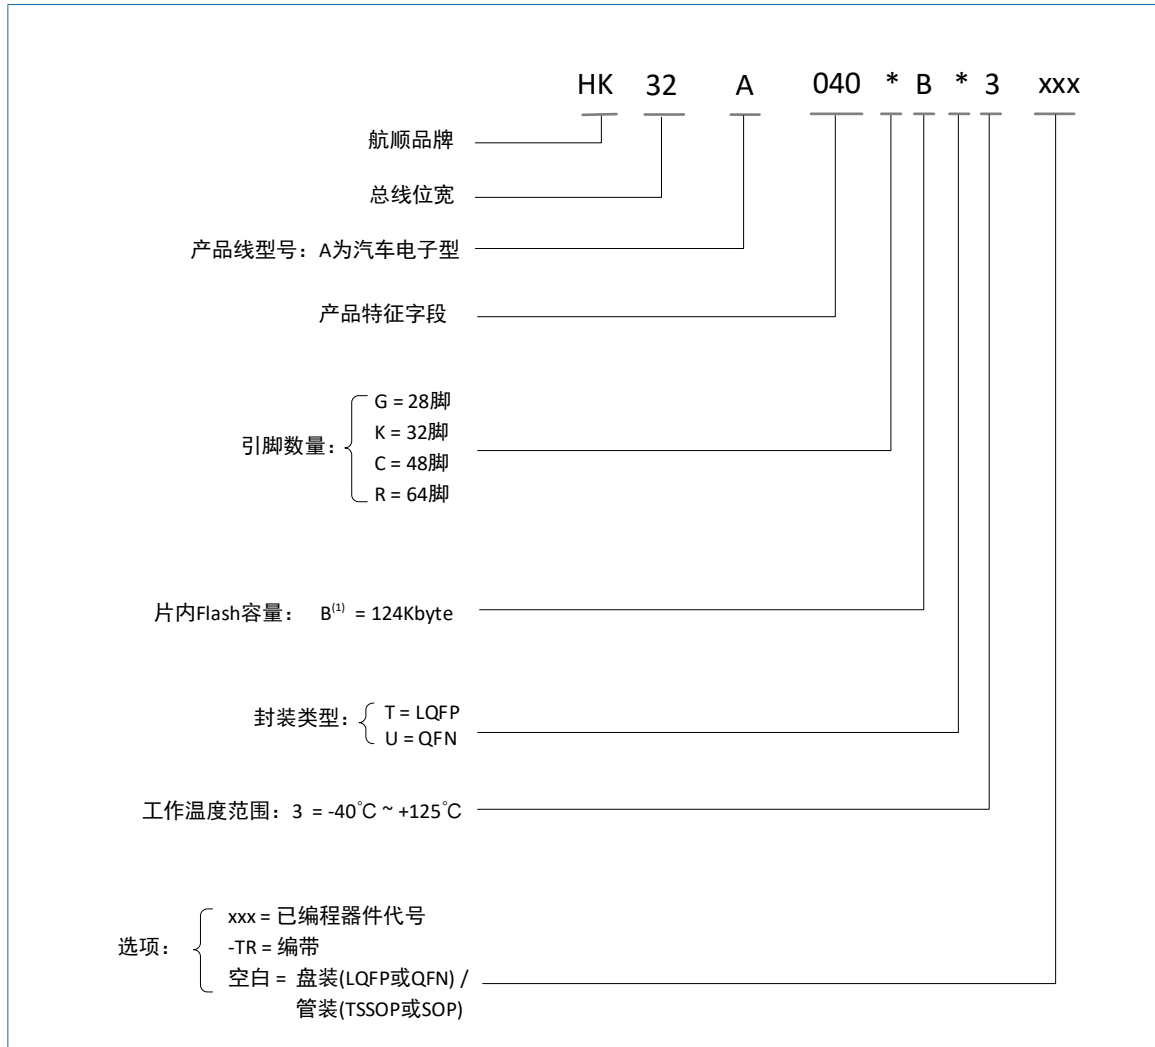 HK 32 A 040 * B * 3 xxx
航顺品牌
总线位宽
产品线型号：A为汽车电子型
产品特征字段
G = 28脚
K = 32脚
引脚数量：
C = 48脚
R = 64脚
片内Flash容量： B(1) = 124Kbyte
封装类型：
T = LQFP
U = QFN
工作温度范围：3 = -40℃ ~ +125℃
xxx = 已编程器件代号
选项：
-TR = 编带
空白 = 盘装(LQFP或QFN) /
管装(TSSOP或SOP)